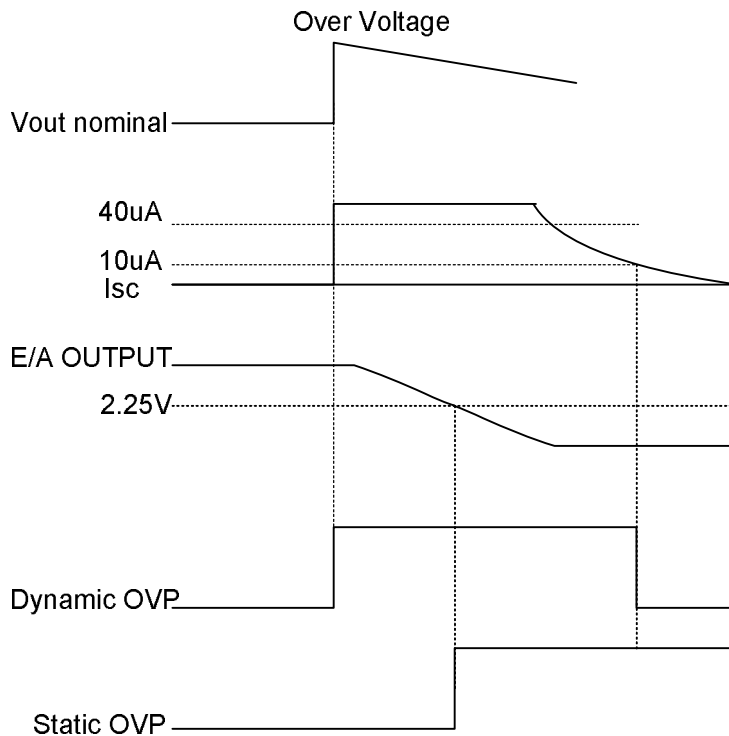 Over Voltage
Vout nominal
40uA
10uA
Isc
E/A OUTPUT
2.25V
Dynamic OVP
Static OVP